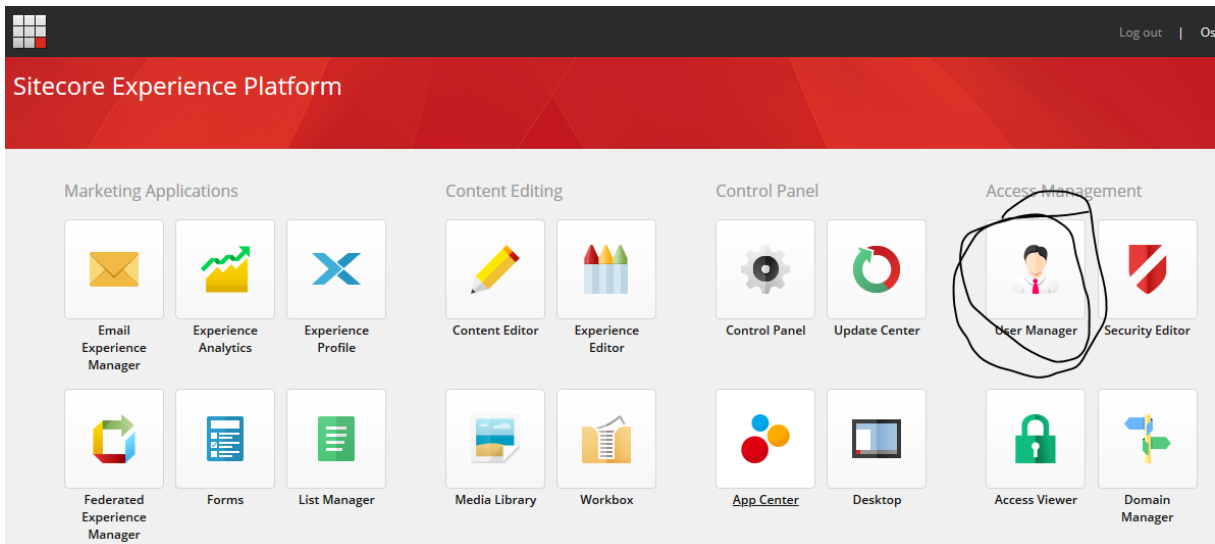 Log out | Os
Sitecore Experience Platform
Marketing Applications
Content Editing
Control Panel
Access Management
Email
Experience
Manager
Experience
Analytics
Experience
Profile
Content Editor
Experience
Editor
Control Panel
Update Center
User Manager
Security Editor
Federated
Experience
Manager
Forms
List Manager
Media Library
Workbox
App Center
Desktop
Access Viewer
Domain
Manager